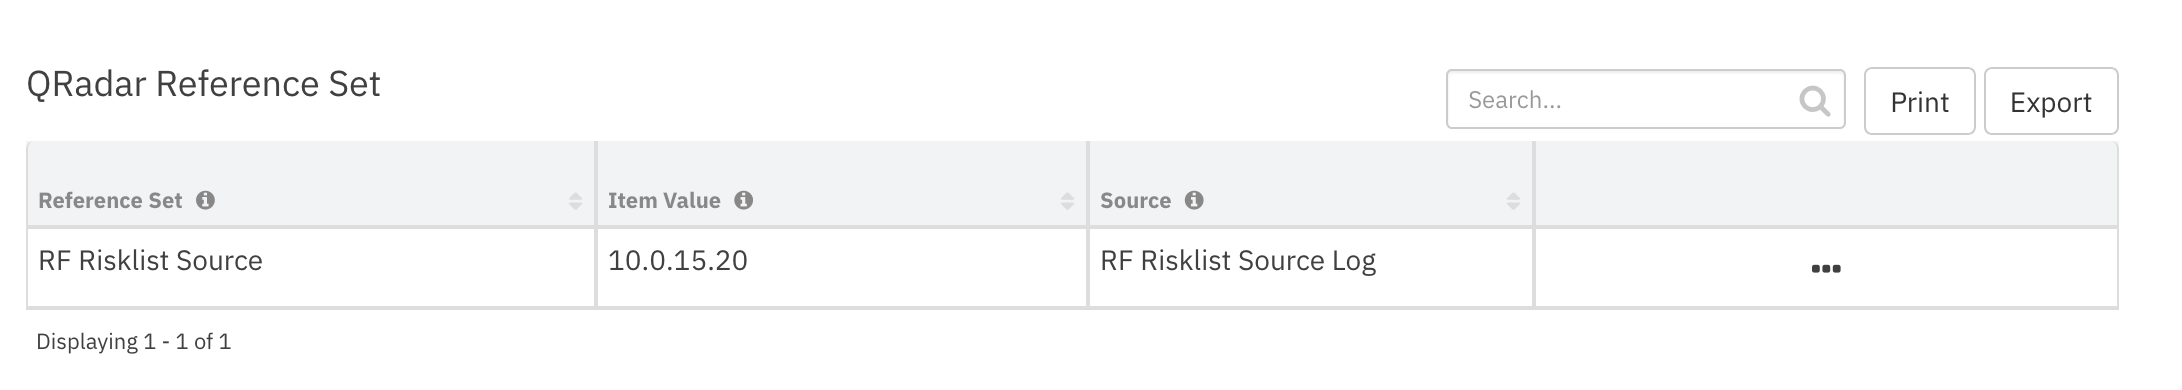 QRadar Reference Set
Search...
Print
Export
Reference Set
Item Value
Source
RF Risklist Source
10.0.15.20
RF Risklist Source Log
Displaying 1 - 1 of 1